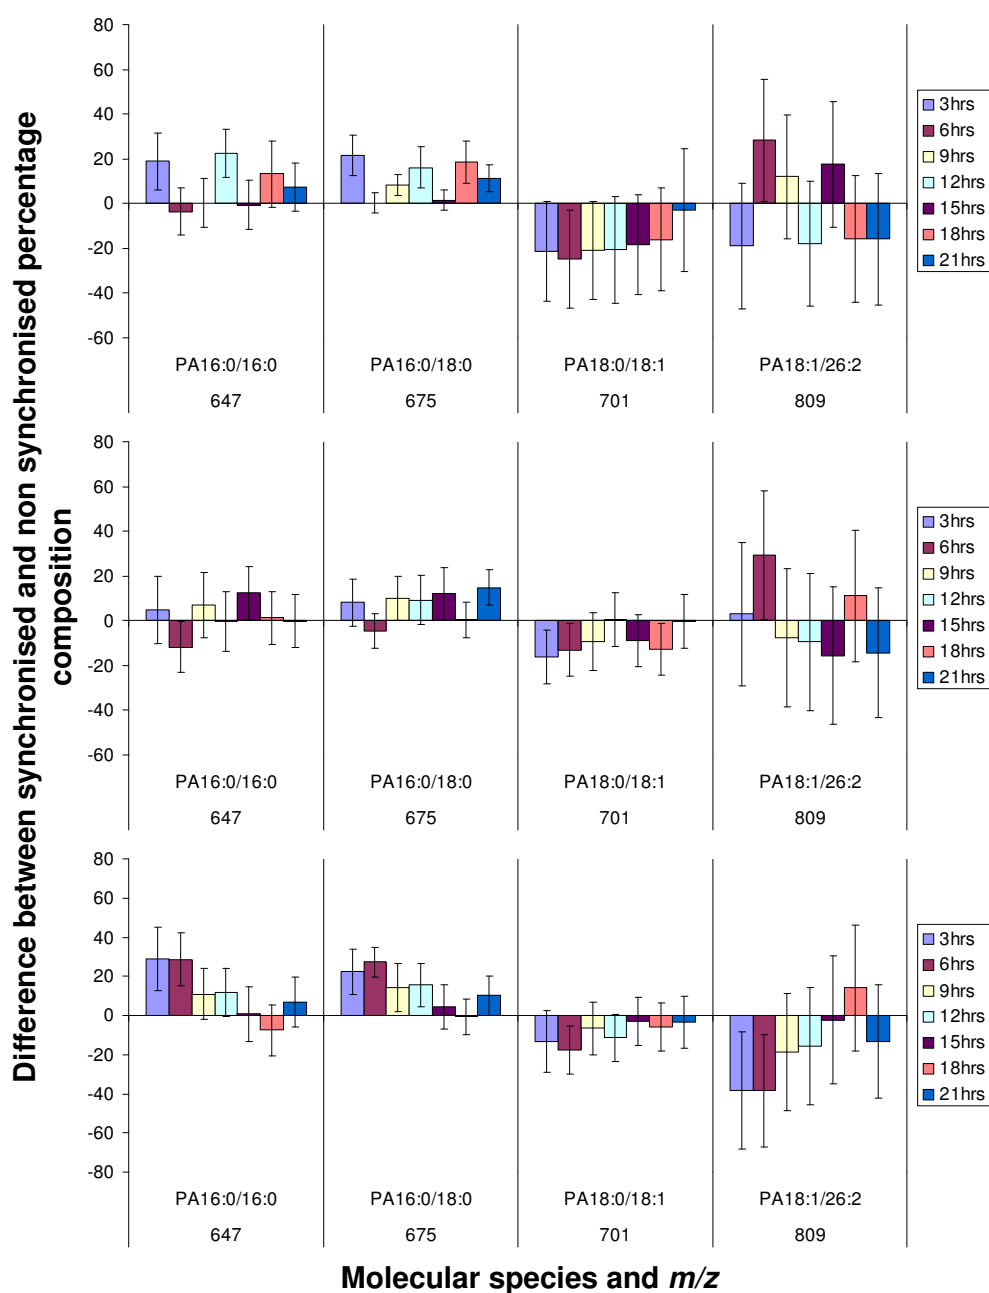 Difference between synchronised and non synchronised percentage
composition
80
60
40
20
0
-20
-40
-60
PA16:0/16:0 PA16:0/18:0 PA18:0/18:1 PA18:1/26:2
647 675 701 809
3hrs
6hrs
9hrs
12hrs
15hrs
18hrs
21hrs
80
60
40
20
0
-20
-40
-60
PA16:0/16:0 PA16:0/18:0 PA18:0/18:1 PA18:1/26:2
647 675 701 809
3hrs
6hrs
9hrs
12hrs
15hrs
18hrs
21hrs
80
60
40
20
0
-20
-40
-60
-80
PA16:0/16:0 PA16:0/18:0 PA18:0/18:1 PA18:1/26:2
647 675 701 809
3hrs
6hrs
9hrs
12hrs
15hrs
18hrs
21hrs
Molecular species and m/z